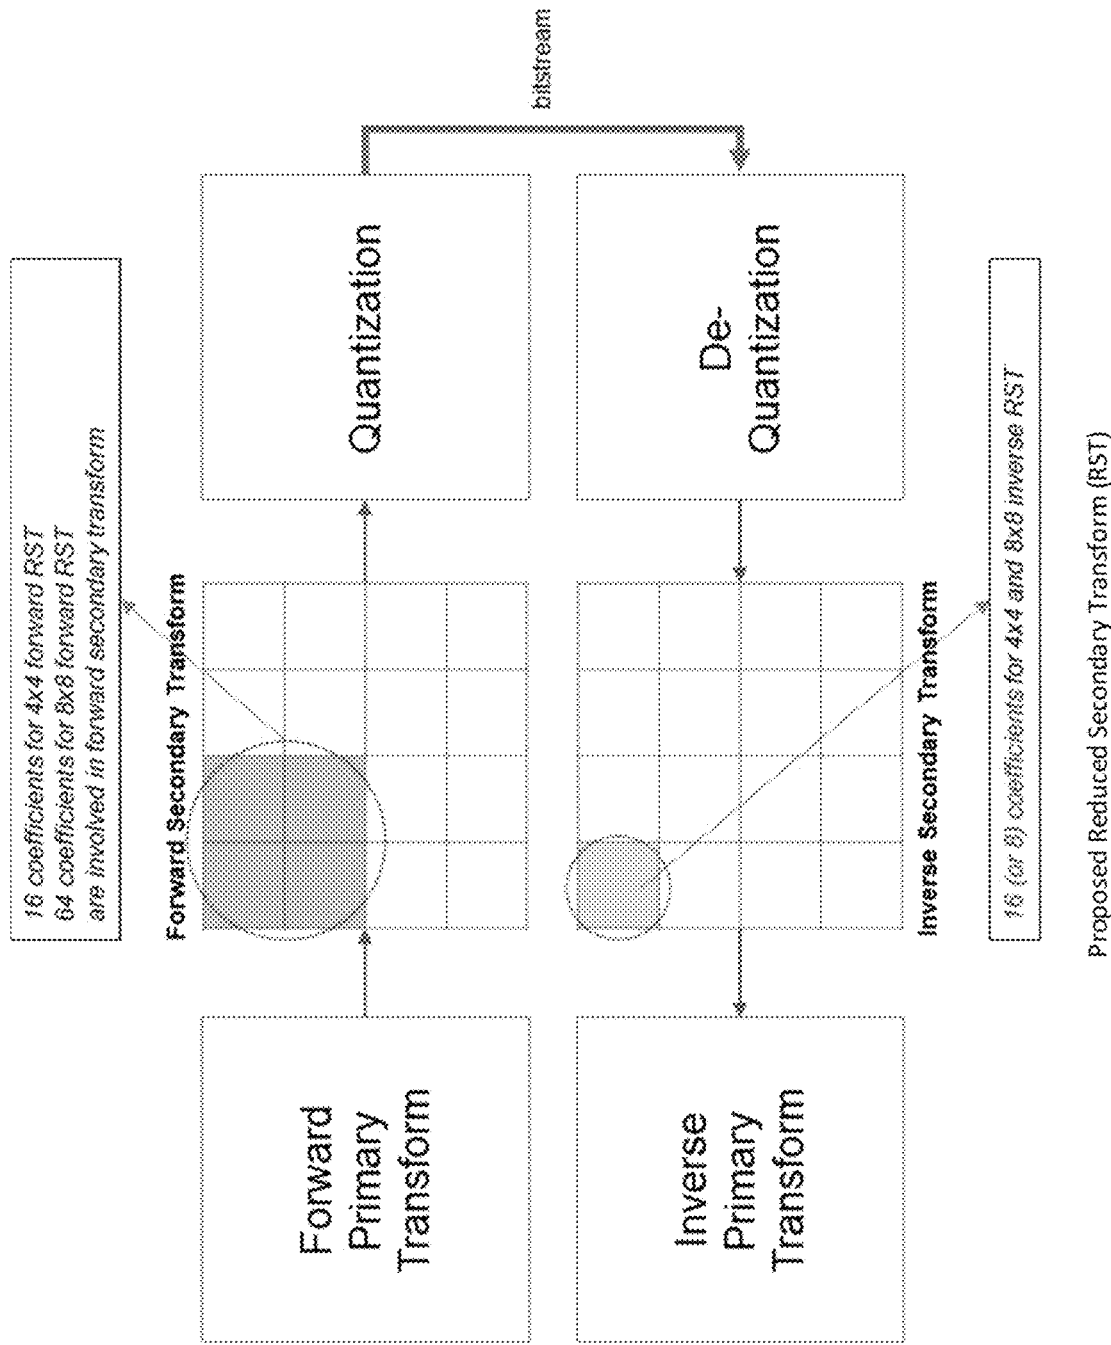 16 coefficients for 4x4 forward RST
64 coefficients for 8x8 forward RST
are involved in forward secondary transform
Forward Secondary Transform
Forward
Primary
Transform
Quantization
bitstream
Inverse
Primary
Transform
De-
Quantization
Inverse Secondary Transform
16 (or 8) coefficients for 4x4 and 8x8 inverse RST
Proposed Reduced Secondary Transform (RST)